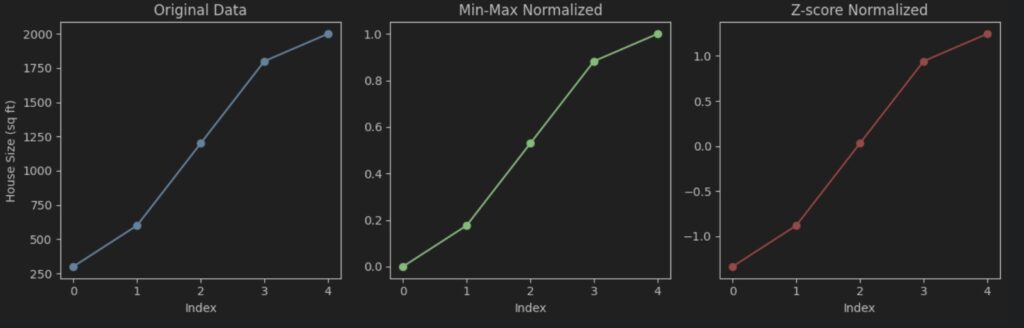 Original Data
2000
1750
1500
1250
1000
750
500
250
House Size (sq ft)
0 1 2 3 4
Index
Min-Max Normalized
1.0
0.8
0.6
0.4
0.2
0.0
0 1 2 3 4
Index
Z-score Normalized
1.0
0.5
0.0
−0.5
−1.0
0 1 2 3 4
Index